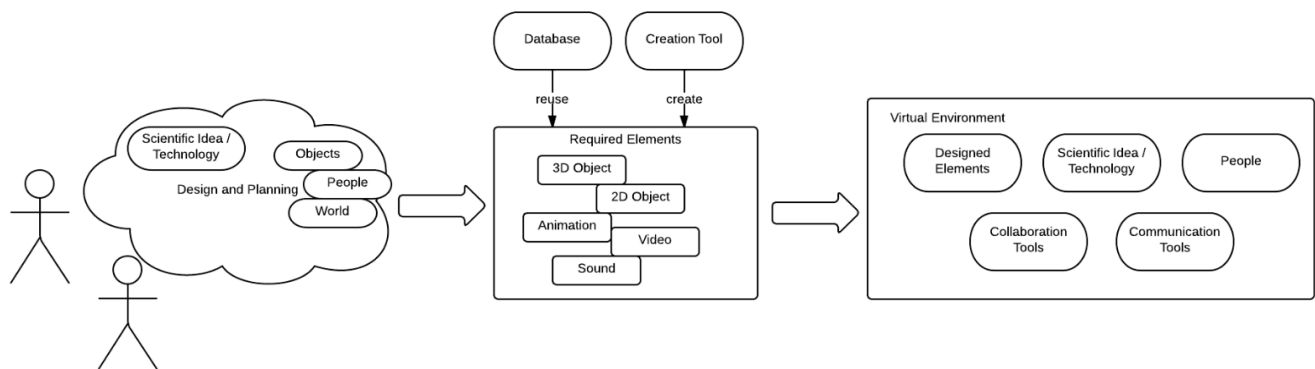 Database
Creation Tool
reuse
create
Scientific Idea /
Technology
Objects
Design and Planning
People
World
Required Elements
3D Object
2D Object
Animation
Video
Sound
Virtual Environment
Designed
Elements
Scientific Idea /
Technology
People
Collaboration
Tools
Communication
Tools